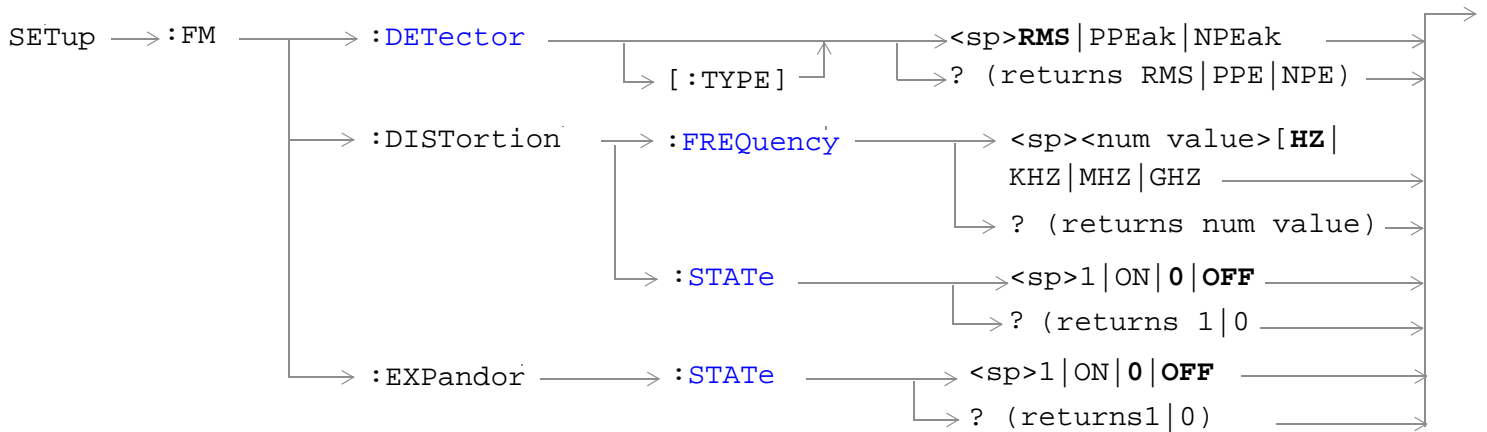 SETup :FM :DETector <sp>RMS|PPEak|NPEak
[:TYPE] ? (returns RMS|PPE|NPE)
:DISTortion :FREQuency <sp><num value>[HZ|
KHZ|MHZ|GHZ
? (returns num value)
:STATe <sp>1|ON|0|OFF
? (returns 1|0
:EXPandor :STATe <sp>1|ON|0|OFF
? (returns1|0)